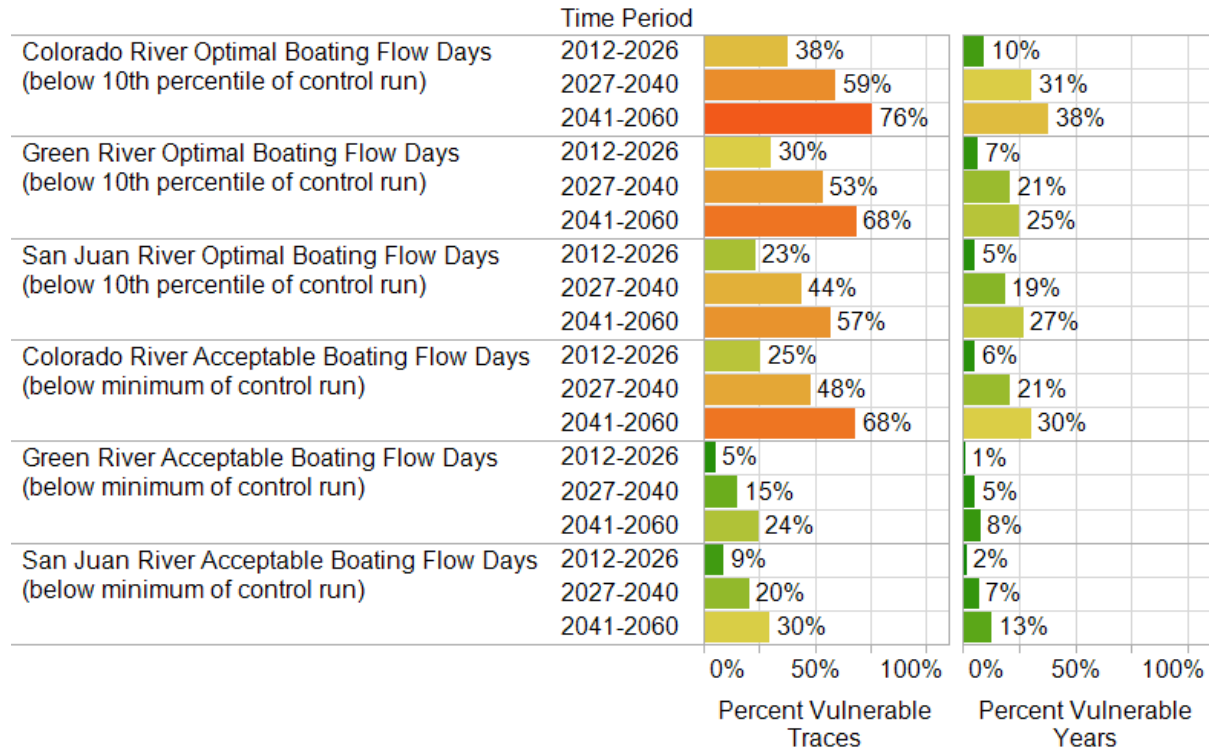 Time Period
Colorado River Optimal Boating Flow Days
(below 10th percentile of control run)
2012-2026 38% 10%
2027-2040 59% 31%
2041-2060 76% 38%
Green River Optimal Boating Flow Days
(below 10th percentile of control run)
2012-2026 30% 7%
2027-2040 53% 21%
2041-2060 68% 25%
San Juan River Optimal Boating Flow Days
(below 10th percentile of control run)
2012-2026 23% 5%
2027-2040 44% 19%
2041-2060 57% 27%
Colorado River Acceptable Boating Flow Days
(below minimum of control run)
2012-2026 25% 6%
2027-2040 48% 21%
2041-2060 68% 30%
Green River Acceptable Boating Flow Days
(below minimum of control run)
2012-2026 5% 1%
2027-2040 15% 5%
2041-2060 24% 8%
San Juan River Acceptable Boating Flow Days
(below minimum of control run)
2012-2026 9% 2%
2027-2040 20% 7%
2041-2060 30% 13%
0% 50% 100% 0% 50% 100%
Percent Vulnerable
Traces
Percent Vulnerable
Years